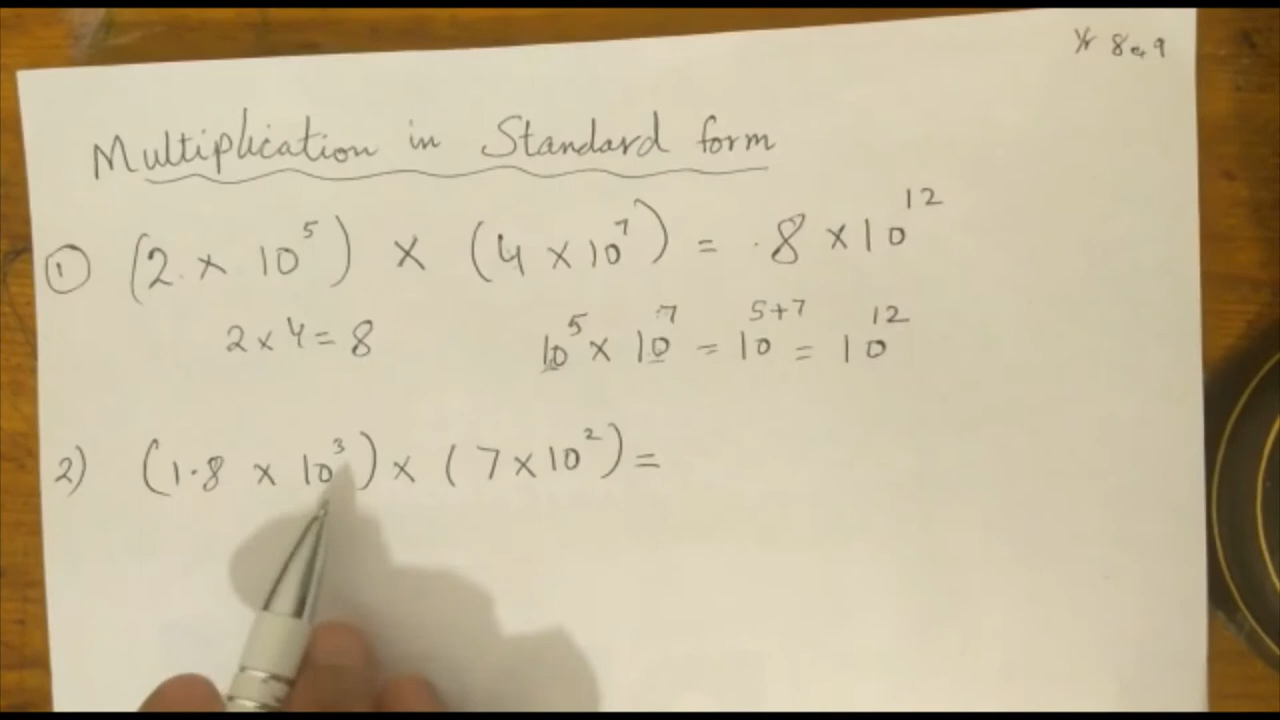 Yr 8 & 9
Multiplication in Standard form
① (2 × 10⁵) × (4 × 10⁷) = 8 × 10¹²
2 × 4 = 8 10⁵ × 10⁷ = 10⁵⁺⁷ = 10¹²
2) (1·8 × 10³) × (7 × 10²) =